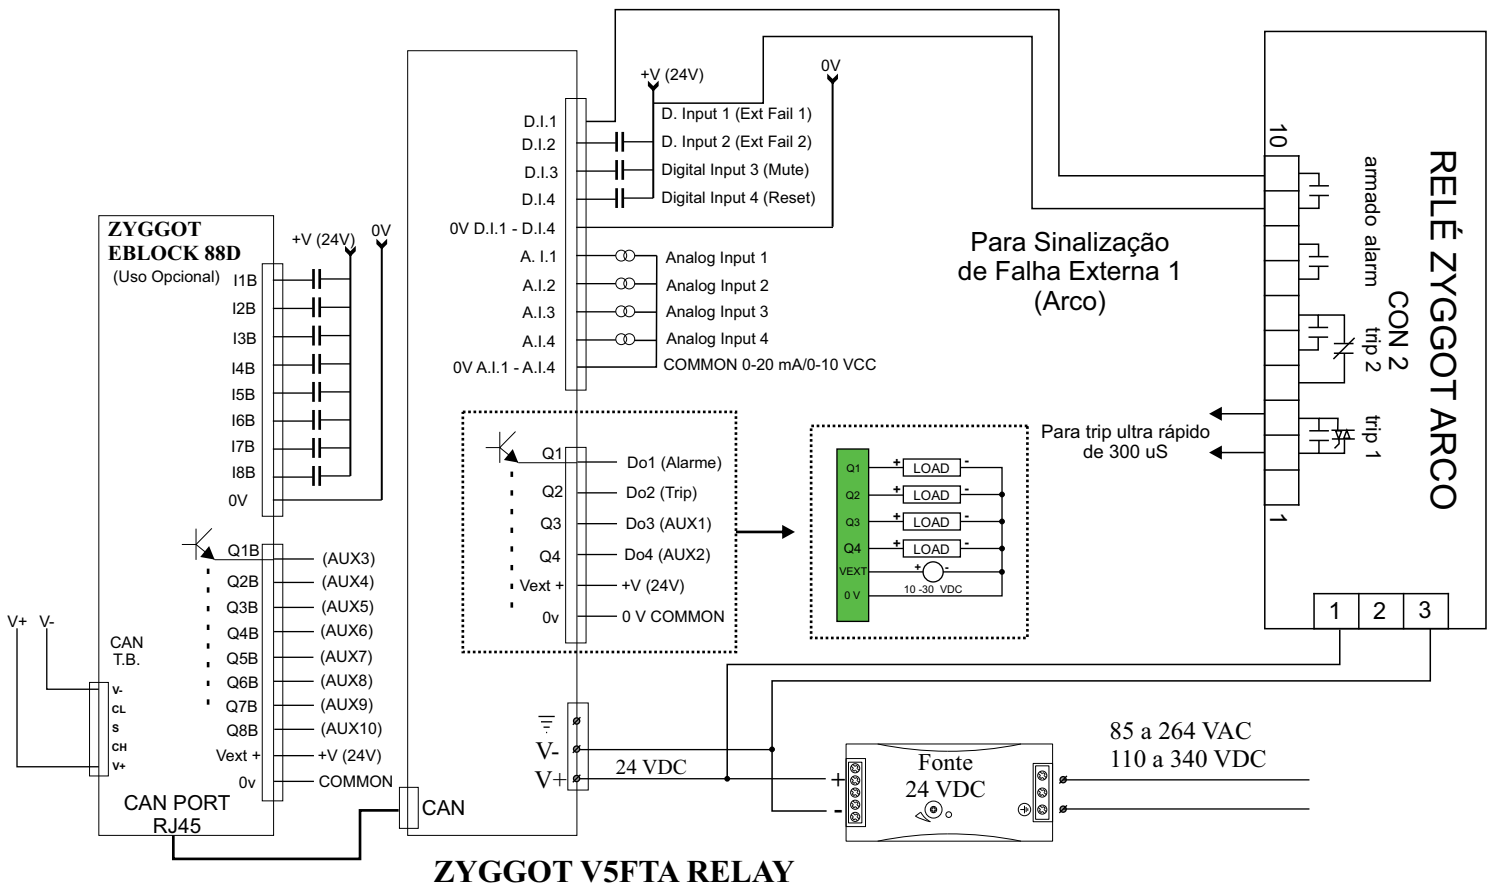 ZYGGOT
EBLOCK 88D
(Uso Opcional)
+V (24V)
0V
I1B
I2B
I3B
I4B
I5B
I6B
I7B
I8B
0V
Q1B
(AUX3)
Q2B
(AUX4)
Q3B
(AUX5)
Q4B
(AUX6)
Q5B
(AUX7)
Q6B
(AUX8)
Q7B
(AUX9)
Q8B
(AUX10)
Vext +
+V (24V)
0v
COMMON
V+
V-
CAN
T.B.
V-
CL
S
CH
V+
CAN PORT
RJ45
+V (24V)
0V
D.I.1
D. Input 1 (Ext Fail 1)
D.I.2
D. Input 2 (Ext Fail 2)
D.I.3
Digital Input 3 (Mute)
D.I.4
Digital Input 4 (Reset)
0V D.I.1 - D.I.4
A. I.1
Analog Input 1
A.I.2
Analog Input 2
A.I.3
Analog Input 3
A.I.4
Analog Input 4
0V A.I.1 - A.I.4
COMMON 0-20 mA/0-10 VCC
Q1
Do1 (Alarme)
Q2
Do2 (Trip)
Q3
Do3 (AUX1)
Q4
Do4 (AUX2)
Vext +
+V (24V)
0v
0 V COMMON
Q1
+
LOAD
-
Q2
+
LOAD
-
Q3
+
LOAD
-
Q4
+
LOAD
-
VEXT
+
-
0 V
10 -30 VDC
V-
V+
24 VDC
CAN
ZYGGOT V5FTA RELAY
+
-
Fonte
24 VDC
85 a 264 VAC
110 a 340 VDC
Para Sinalização
de Falha Externa 1
(Arco)
Para trip ultra rápido
de 300 uS
10
1
armado alarm
trip 2
trip 1
CON 2
RELÉ ZYGGOT ARCO
1
2
3